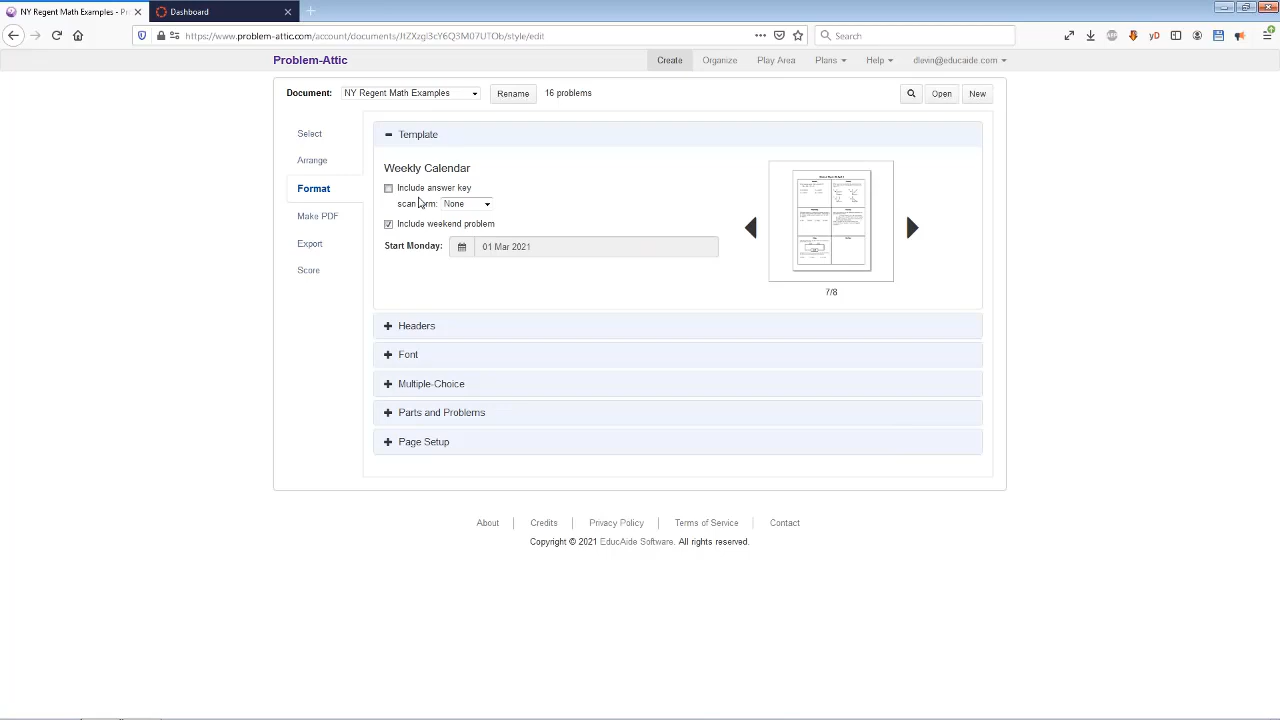 NY Regent Math Examples - Pr
Dashboard
https://www.problem-attic.com/account/documents/JtZXzgi3cY6Q3M07UTOb/style/edit
Search
Problem-Attic
Create
Organize
Play Area
Plans
Help
dlevin@educaide.com
Document:
NY Regent Math Examples
Rename
16 problems
Open
New
Select
Arrange
Format
Make PDF
Export
Score
Template
Weekly Calendar
Include answer key
scan form: None
Include weekend problem
Start Monday: 01 Mar 2021
7/8
Headers
Font
Multiple-Choice
Parts and Problems
Page Setup
About
Credits
Privacy Policy
Terms of Service
Contact
Copyright © 2021 EducAide Software. All rights reserved.